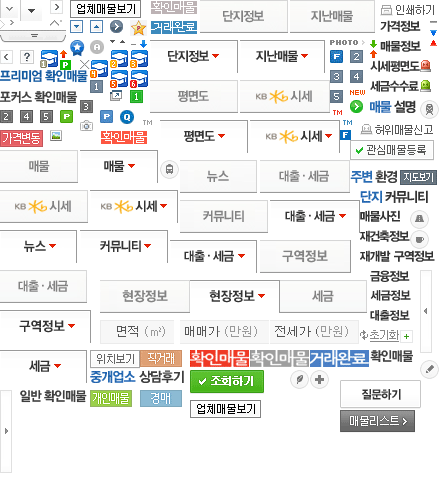 업체매물보기 확인매물 단지정보 지난매물 인쇄하기
거래완료 가격정보
PHOTO 매물정보
단지정보 지난매물 F 2 시세평면도
프리미엄 확인매물 3 4 세금수수료
포커스 확인매물 1 평면도 KB 시세 5 NEW
3 매물 설명
2 4 5 P P Q TM
가격변동 확인매물 평면도 KB 시세 F 허위매물신고
관심매물등록
매물 매물 뉴스 대출·세금 주변 환경 지도보기
단지 커뮤니티
KB 시세 KB 시세 커뮤니티 대출·세금 매물사진
재건축정보
뉴스 커뮤니티 대출·세금 구역정보 재개발 구역정보
금융정보
대출·세금 현장정보 현장정보 세금 세금정보
대출정보
구역정보 면적 (㎡) 매매가 (만원) 전세가 (만원) 초기화
세금 위치보기 직거래 확인매물 확인매물 거래완료 확인매물
중개업소 상담후기 조회하기
일반 확인매물 개인매물 경매 업체매물보기 질문하기
매물리스트